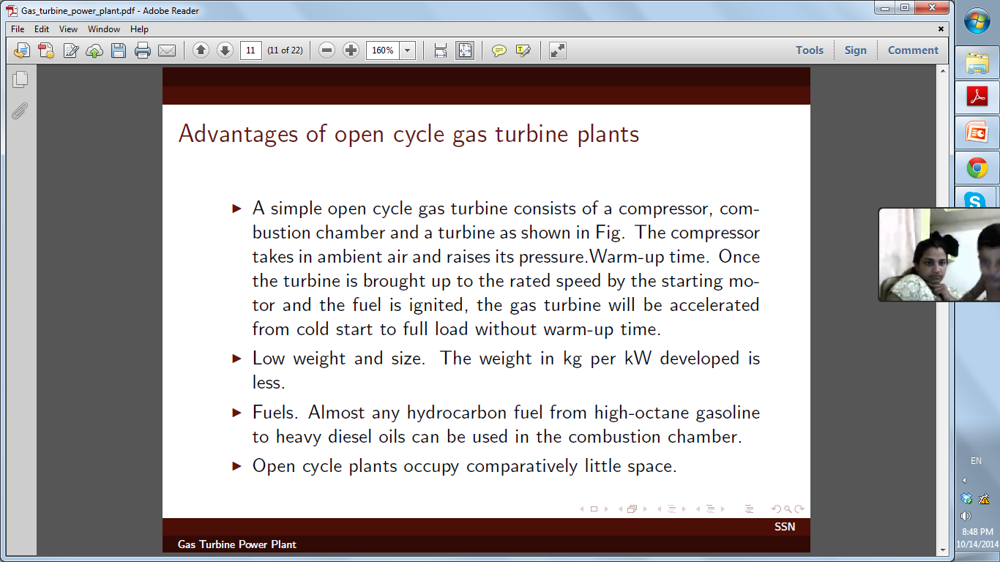 Gas_turbine_power_plant.pdf - Adobe Reader
File Edit View Window Help
11 (11 of 22) 160% Tools Sign Comment
Advantages of open cycle gas turbine plants
A simple open cycle gas turbine consists of a compressor, com-
bustion chamber and a turbine as shown in Fig. The compressor
takes in ambient air and raises its pressure.Warm-up time. Once
the turbine is brought up to the rated speed by the starting mo-
tor and the fuel is ignited, the gas turbine will be accelerated
from cold start to full load without warm-up time.
Low weight and size. The weight in kg per kW developed is
less.
Fuels. Almost any hydrocarbon fuel from high-octane gasoline
to heavy diesel oils can be used in the combustion chamber.
Open cycle plants occupy comparatively little space.
SSN
Gas Turbine Power Plant
EN
8:48 PM
10/14/2014